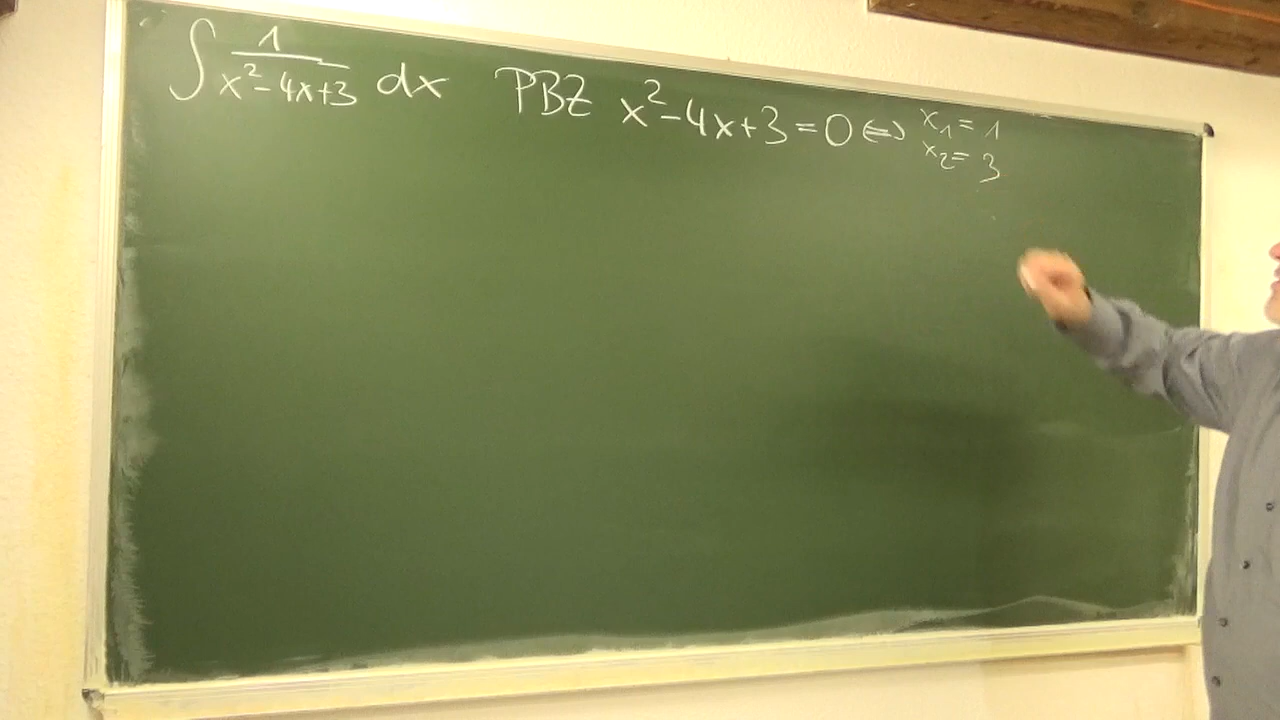 ∫ 1/(x²-4x+3) dx PBZ x²-4x+3=0 ⇔ x₁=1
x₂=3